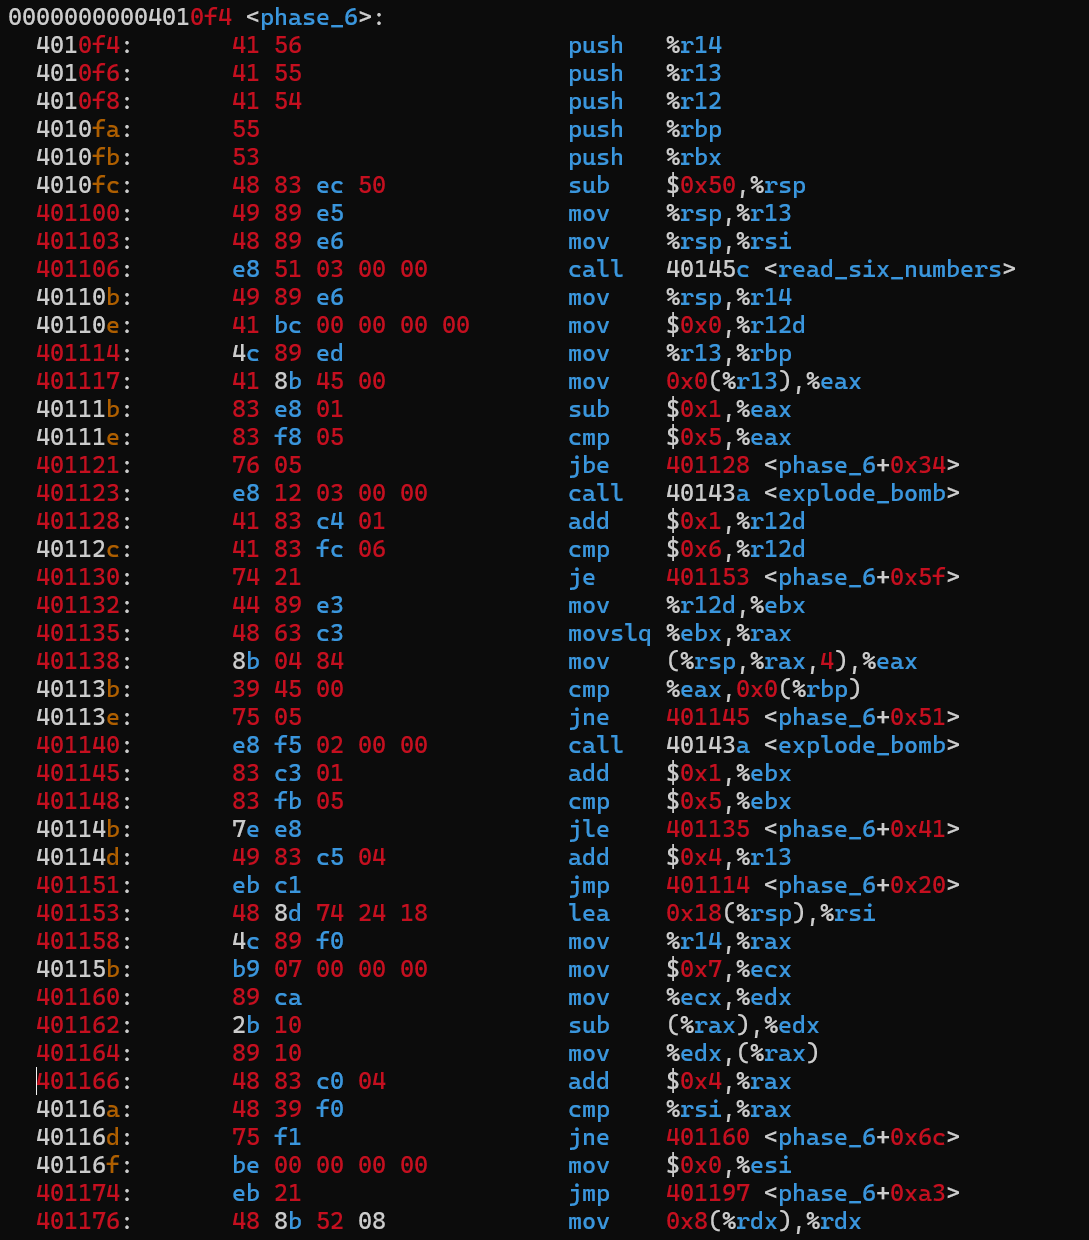 00000000004010f4 <phase_6>:
4010f4: 41 56 push %r14
4010f6: 41 55 push %r13
4010f8: 41 54 push %r12
4010fa: 55 push %rbp
4010fb: 53 push %rbx
4010fc: 48 83 ec 50 sub $0x50,%rsp
401100: 49 89 e5 mov %rsp,%r13
401103: 48 89 e6 mov %rsp,%rsi
401106: e8 51 03 00 00 call 40145c <read_six_numbers>
40110b: 49 89 e6 mov %rsp,%r14
40110e: 41 bc 00 00 00 00 mov $0x0,%r12d
401114: 4c 89 ed mov %r13,%rbp
401117: 41 8b 45 00 mov 0x0(%r13),%eax
40111b: 83 e8 01 sub $0x1,%eax
40111e: 83 f8 05 cmp $0x5,%eax
401121: 76 05 jbe 401128 <phase_6+0x34>
401123: e8 12 03 00 00 call 40143a <explode_bomb>
401128: 41 83 c4 01 add $0x1,%r12d
40112c: 41 83 fc 06 cmp $0x6,%r12d
401130: 74 21 je 401153 <phase_6+0x5f>
401132: 44 89 e3 mov %r12d,%ebx
401135: 48 63 c3 movslq %ebx,%rax
401138: 8b 04 84 mov (%rsp,%rax,4),%eax
40113b: 39 45 00 cmp %eax,0x0(%rbp)
40113e: 75 05 jne 401145 <phase_6+0x51>
401140: e8 f5 02 00 00 call 40143a <explode_bomb>
401145: 83 c3 01 add $0x1,%ebx
401148: 83 fb 05 cmp $0x5,%ebx
40114b: 7e e8 jle 401135 <phase_6+0x41>
40114d: 49 83 c5 04 add $0x4,%r13
401151: eb c1 jmp 401114 <phase_6+0x20>
401153: 48 8d 74 24 18 lea 0x18(%rsp),%rsi
401158: 4c 89 f0 mov %r14,%rax
40115b: b9 07 00 00 00 mov $0x7,%ecx
401160: 89 ca mov %ecx,%edx
401162: 2b 10 sub (%rax),%edx
401164: 89 10 mov %edx,(%rax)
401166: 48 83 c0 04 add $0x4,%rax
40116a: 48 39 f0 cmp %rsi,%rax
40116d: 75 f1 jne 401160 <phase_6+0x6c>
40116f: be 00 00 00 00 mov $0x0,%esi
401174: eb 21 jmp 401197 <phase_6+0xa3>
401176: 48 8b 52 08 mov 0x8(%rdx),%rdx